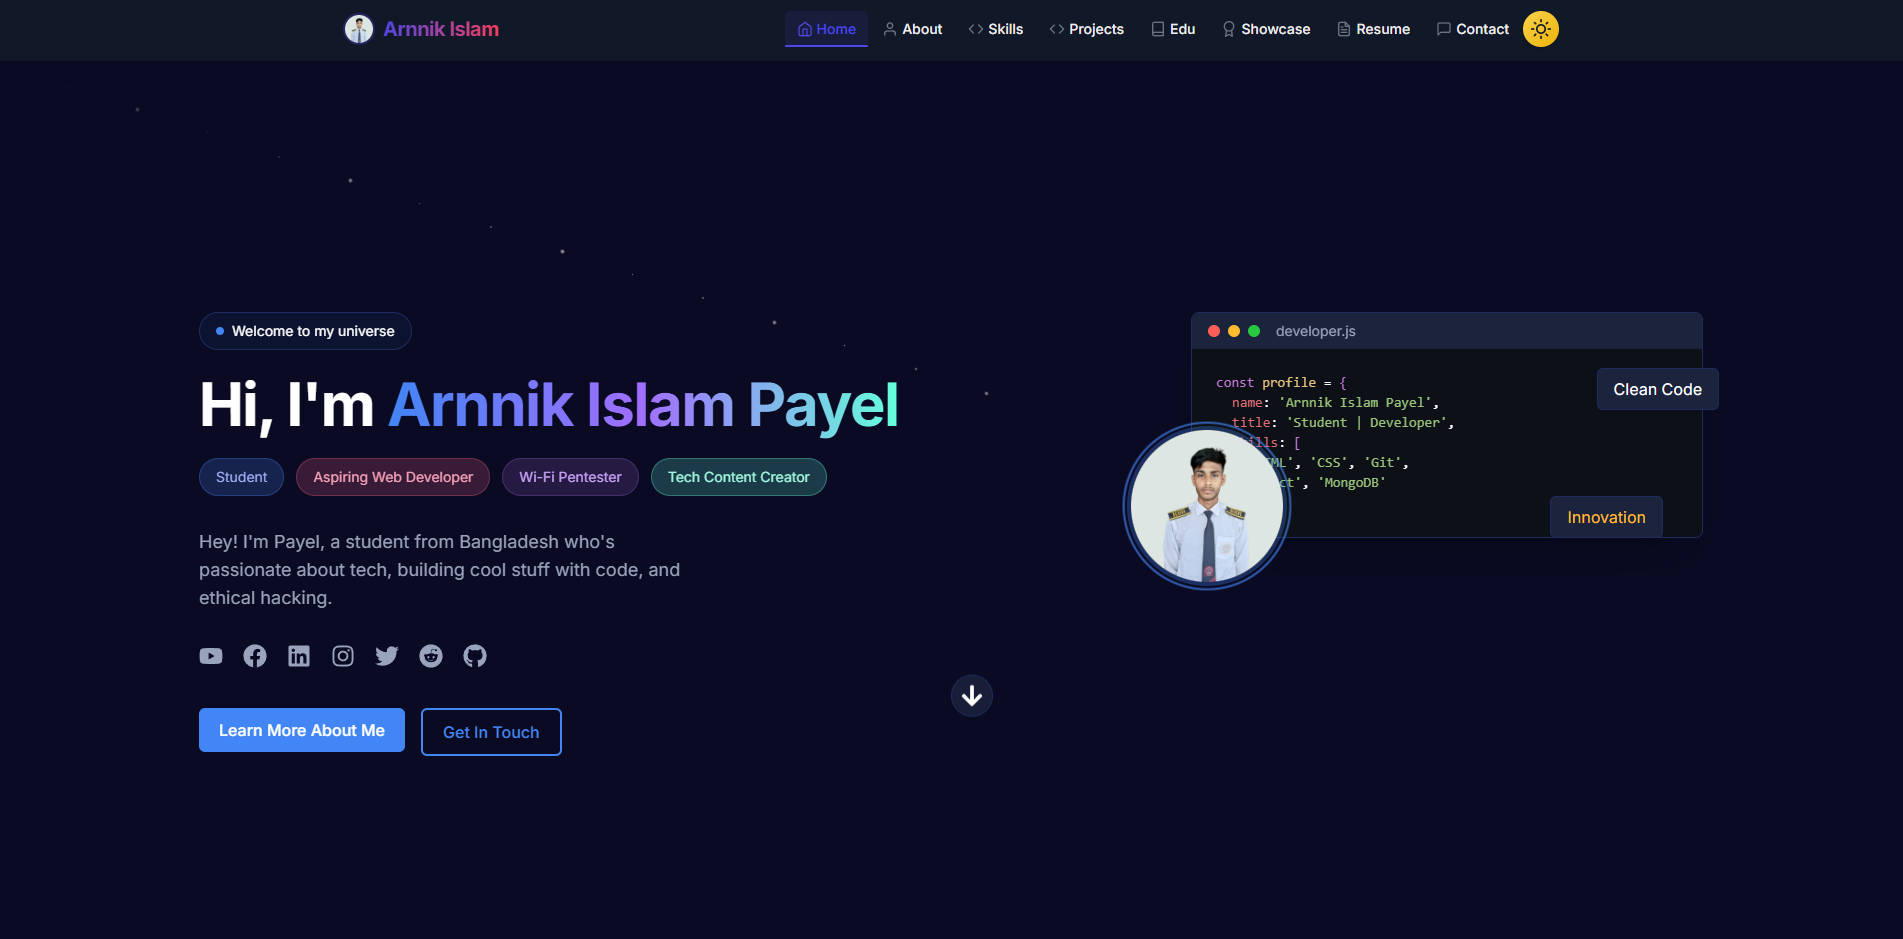 Arnnik Islam
Home About Skills Projects Edu Showcase Resume Contact
Welcome to my universe
Hi, I'm Arnnik Islam Payel
Student Aspiring Web Developer Wi-Fi Pentester Tech Content Creator
Hey! I'm Payel, a student from Bangladesh who's
passionate about tech, building cool stuff with code, and
ethical hacking.
Learn More About Me Get In Touch
developer.js
const profile = {
name: 'Arnnik Islam Payel',
title: 'Student | Developer',
ills: [
ML', 'CSS', 'Git',
ct', 'MongoDB'
Clean Code
Innovation